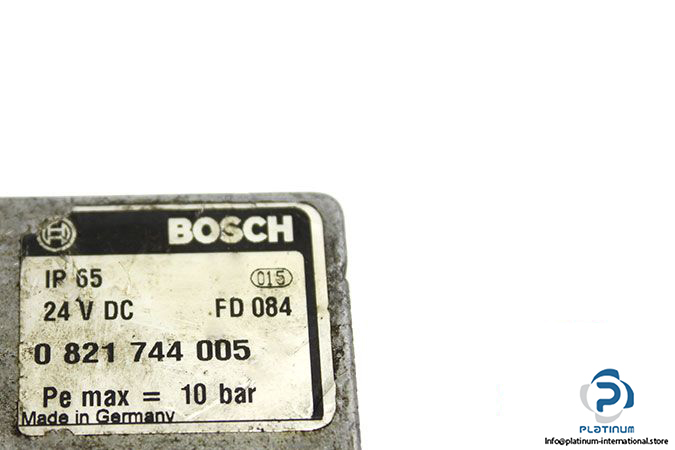 BOSCH
IP 65 015
24 V DC FD 084
0 821 744 005
Pe max = 10 bar
Made in Germany
PLATINUM
Info@platinum-international.store